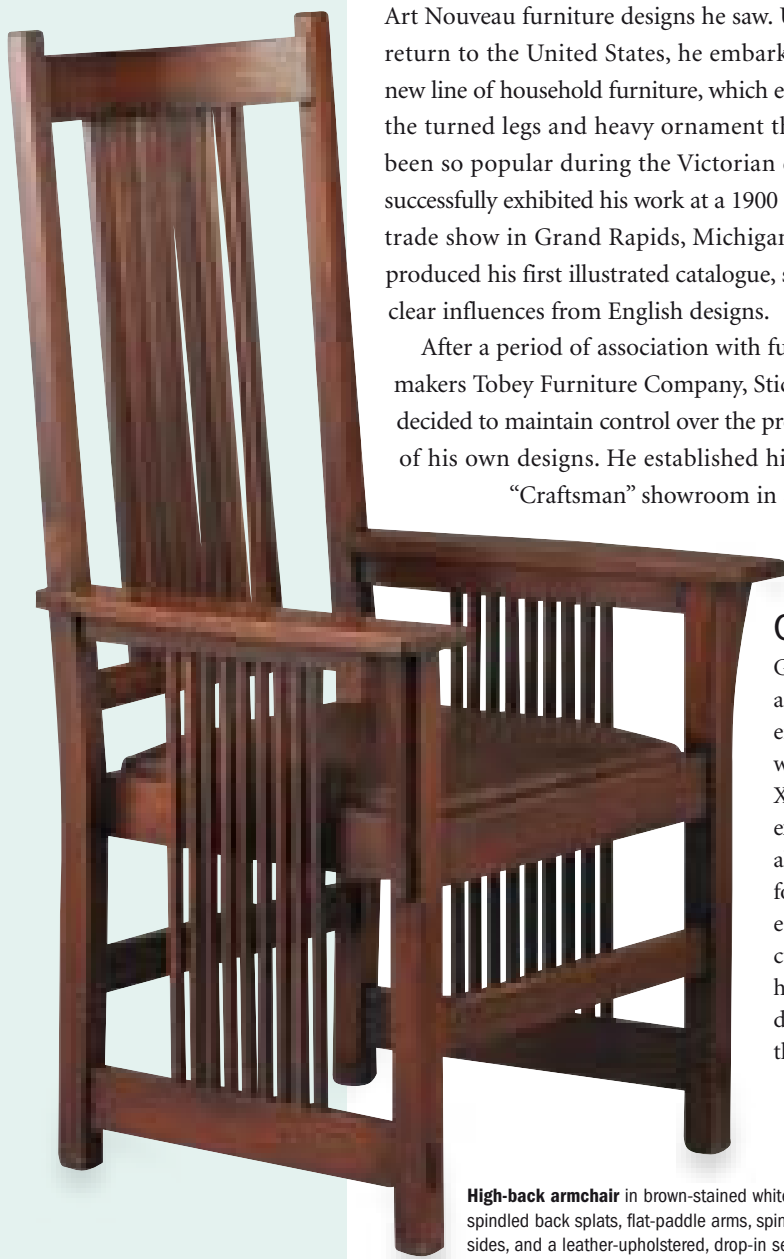 Art Nouveau furniture designs he saw.
return to the United States, he embark
new line of household furniture, which e
the turned legs and heavy ornament th
been so popular during the Victorian
successfully exhibited his work at a 1900
trade show in Grand Rapids, Michigan
produced his first illustrated catalogue, s
clear influences from English designs.
After a period of association with fu
makers Tobey Furniture Company, Stic
decided to maintain control over the pr
of his own designs. He established hi
“Craftsman” showroom in
G
a
e
w
X
e
a
fo
e
c
h
d
th
High-back armchair in brown-stained white
spindled back splats, flat-paddle arms, spin
sides, and a leather-upholstered, drop-in se